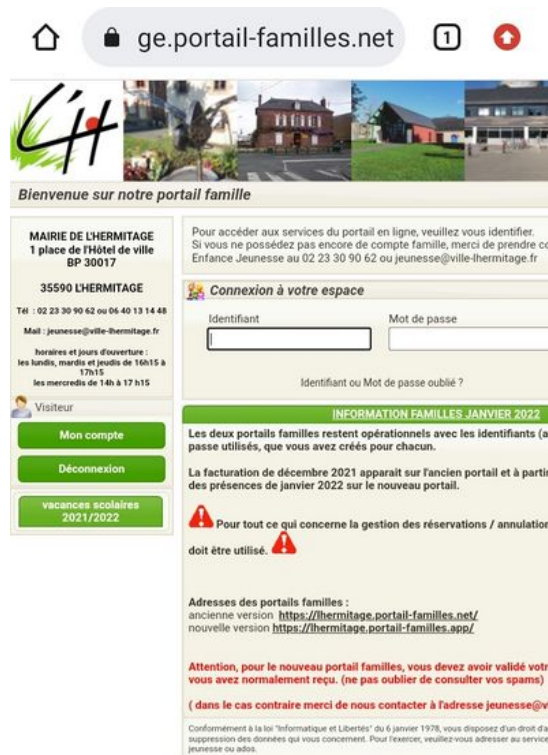 ge.portail-familles.net
1
L'H
Bienvenue sur notre portail famille
MAIRIE DE L'HERMITAGE
1 place de l'Hôtel de ville
BP 30017
35590 L'HERMITAGE
Tél : 02 23 30 90 62 ou 06 40 13 14 48
Mail : jeunesse@ville-lhermitage.fr
horaires et jours d'ouverture :
les lundis, mardis et jeudis de 16h15 à
17h15
les mercredis de 14h à 17 h15
Visiteur
Mon compte
Déconnexion
vacances scolaires
2021/2022
Pour accéder aux services du portail en ligne, veuillez vous identifier.
Si vous ne possédez pas encore de compte famille, merci de prendre co
Enfance Jeunesse au 02 23 30 90 62 ou jeunesse@ville-lhermitage.fr
Connexion à votre espace
Identifiant
Mot de passe
Identifiant ou Mot de passe oublié ?
INFORMATION FAMILLES JANVIER 2022
Les deux portails familles restent opérationnels avec les identifiants (a
passe utilisés, que vous avez créés pour chacun.
La facturation de décembre 2021 apparait sur l'ancien portail et à parti
des présences de janvier 2022 sur le nouveau portail.
Pour tout ce qui concerne la gestion des réservations / annulation
doit être utilisé.
Adresses des portails familles :
ancienne version https://lhermitage.portail-familles.net/
nouvelle version https://lhermitage.portail-familles.app/
Attention, pour le nouveau portail familles, vous devez avoir validé votr
vous avez normalement reçu. (ne pas oublier de consulter vos spams)
( dans le cas contraire merci de nous contacter à l'adresse jeunesse@v
Conformément à la loi "Informatique et Libertés" du 6 janvier 1978, vous disposez d'un droit d'a
suppression des données qui vous concernent. Pour l'exercer, veuillez-vous adresser au service
jeunesse ou ados.